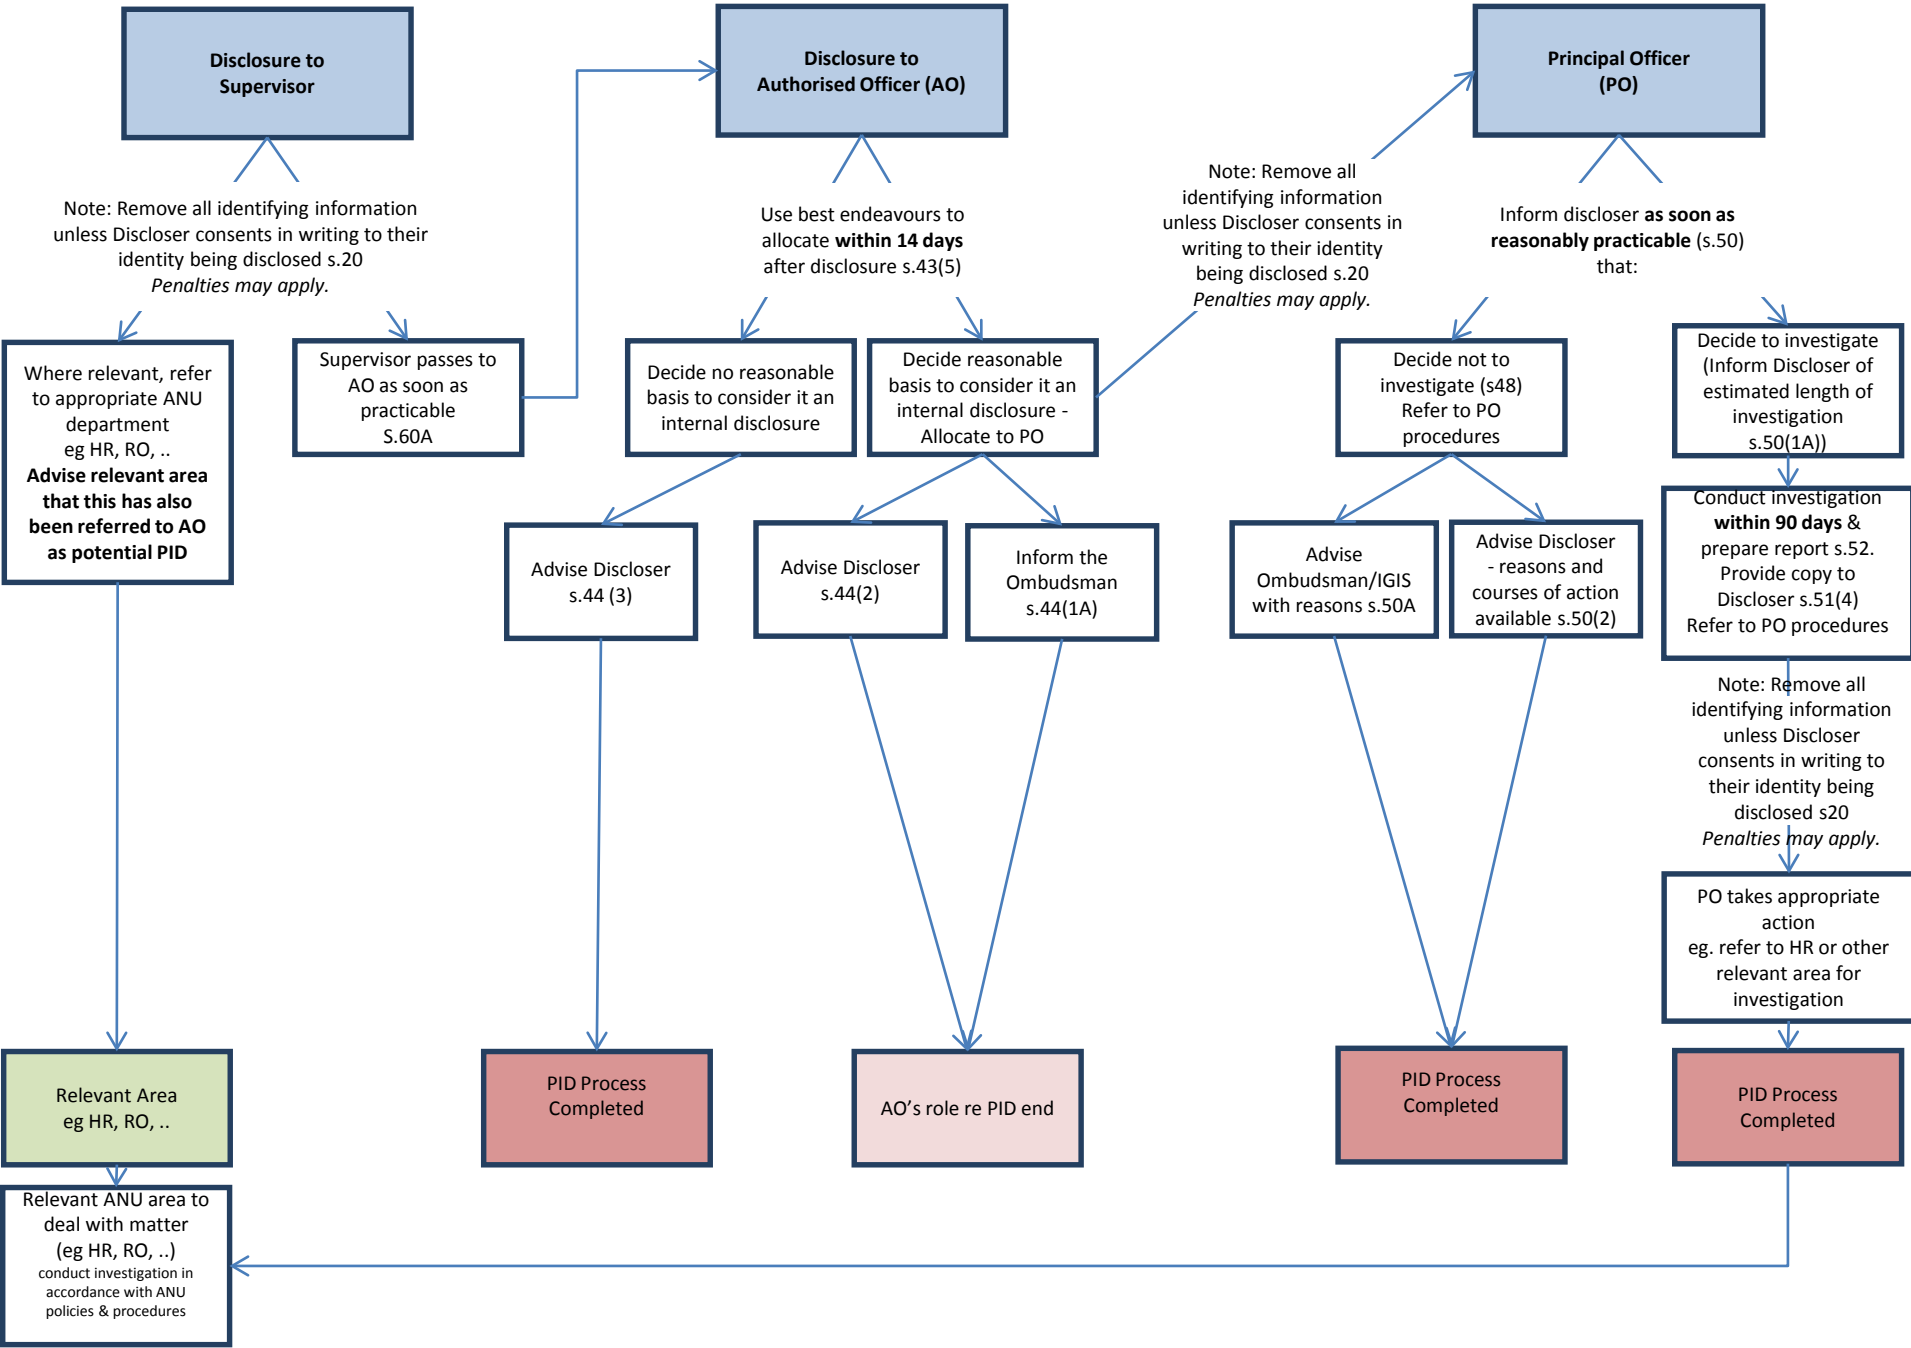 Disclosure to
Supervisor
Disclosure to
Authorised Officer (AO)
Principal Officer
(PO)
Note: Remove all identifying information
unless Discloser consents in writing to their
identity being disclosed s.20
Penalties may apply.
Use best endeavours to
allocate within 14 days
after disclosure s.43(5)
Note: Remove all
identifying information
unless Discloser consents in
writing to their identity
being disclosed s.20
Penalties may apply.
Inform discloser as soon as
reasonably practicable (s.50)
that:
Where relevant, refer
to appropriate ANU
department
eg HR, RO, ..
Advise relevant area
that this has also
been referred to AO
as potential PID
Supervisor passes to
AO as soon as
practicable
S.60A
Decide no reasonable
basis to consider it an
internal disclosure
Decide reasonable
basis to consider it an
internal disclosure -
Allocate to PO
Decide not to
investigate (s48)
Refer to PO
procedures
Decide to investigate
(Inform Discloser of
estimated length of
investigation
s.50(1A))
Advise Discloser
s.44 (3)
Advise Discloser
s.44(2)
Inform the
Ombudsman
s.44(1A)
Advise
Ombudsman/IGIS
with reasons s.50A
Advise Discloser
- reasons and
courses of action
available s.50(2)
Conduct investigation
within 90 days &
prepare report s.52.
Provide copy to
Discloser s.51(4)
Refer to PO procedures
Note: Remove all
identifying information
unless Discloser
consents in writing to
their identity being
disclosed s20
Penalties may apply.
PO takes appropriate
action
eg. refer to HR or other
relevant area for
investigation
Relevant Area
eg HR, RO, ..
PID Process
Completed
AO’s role re PID end
PID Process
Completed
PID Process
Completed
Relevant ANU area to
deal with matter
(eg HR, RO, ..)
conduct investigation in
accordance with ANU
policies & procedures